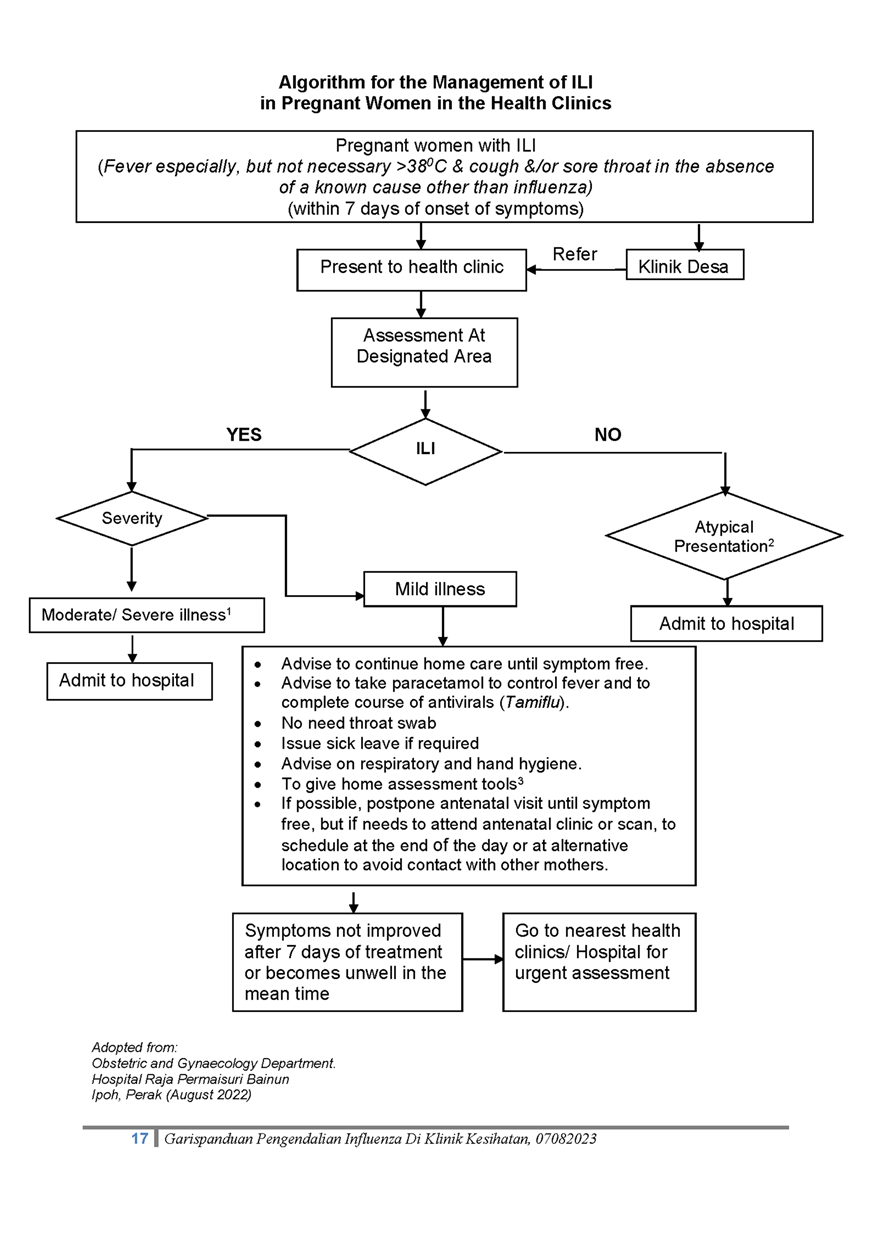 Algorithm for the Management of ILI
in Pregnant Women in the Health Clinics
Pregnant women with ILI
(Fever especially, but not necessary >38⁰C & cough &/or sore throat in the absence
of a known cause other than influenza)
(within 7 days of onset of symptoms)
Present to health clinic
Refer
Klinik Desa
Assessment At
Designated Area
YES
ILI
NO
Severity
Atypical
Presentation²
Mild illness
Moderate/ Severe illness¹
Admit to hospital
Admit to hospital
• Advise to continue home care until symptom free.
• Advise to take paracetamol to control fever and to
complete course of antivirals (Tamiflu).
• No need throat swab
• Issue sick leave if required
• Advise on respiratory and hand hygiene.
• To give home assessment tools³
• If possible, postpone antenatal visit until symptom
free, but if needs to attend antenatal clinic or scan, to
schedule at the end of the day or at alternative
location to avoid contact with other mothers.
Symptoms not improved
after 7 days of treatment
or becomes unwell in the
mean time
Go to nearest health
clinics/ Hospital for
urgent assessment
Adopted from:
Obstetric and Gynaecology Department.
Hospital Raja Permaisuri Bainun
Ipoh, Perak (August 2022)
17 Garispanduan Pengendalian Influenza Di Klinik Kesihatan, 07082023